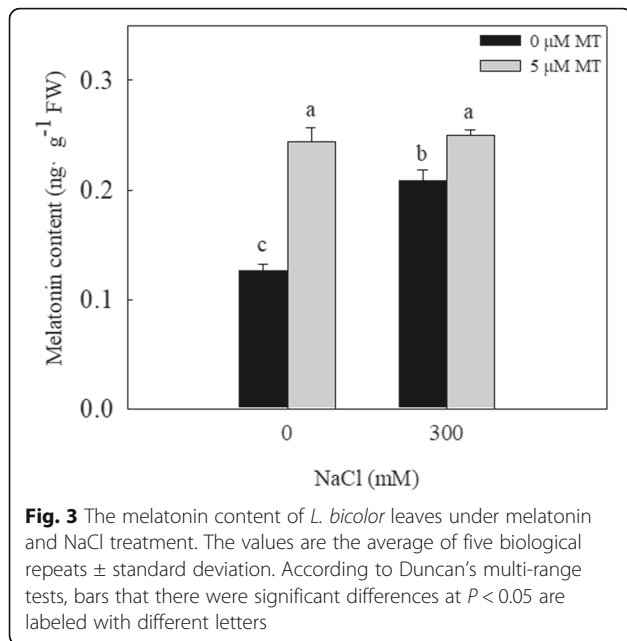 0 μM MT
5 μM MT
Melatonin content (ng· g⁻¹ FW)
0.3
0.2
0.1
0.0
c
a
b
a
0
300
NaCl (mM)
Fig. 3 The melatonin content of L. bicolor leaves under melatonin
and NaCl treatment. The values are the average of five biological
repeats ± standard deviation. According to Duncan’s multi-range
tests, bars that there were significant differences at P < 0.05 are
labeled with different letters